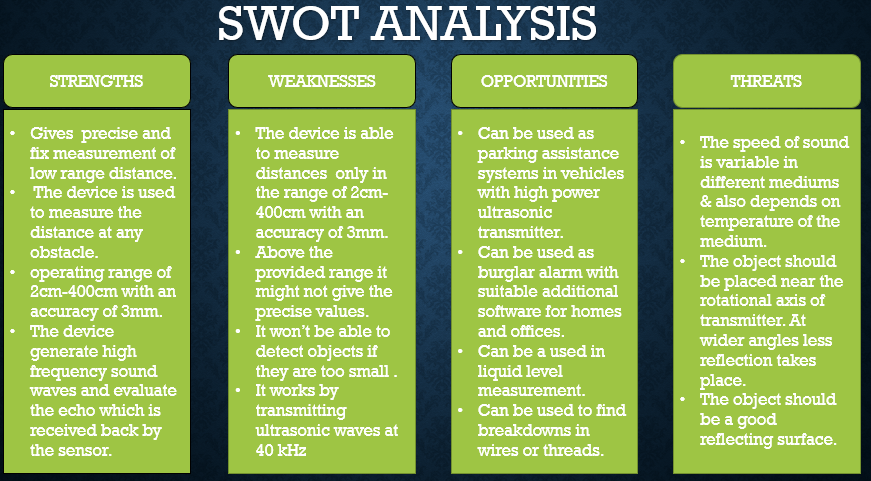 SWOT ANALYSIS
STRENGTHS
• Gives precise and
fix measurement of
low range distance.
• The device is used
to measure the
distance at any
obstacle.
• operating range of
2cm-400cm with an
accuracy of 3mm.
• The device
generate high
frequency sound
waves and evaluate
the echo which is
received back by
the sensor.
WEAKNESSES
• The device is able
to measure
distances only in
the range of 2cm-
400cm with an
accuracy of 3mm.
• Above the
provided range it
might not give the
precise values.
• It won't be able to
detect objects if
they are too small .
• It works by
transmitting
ultrasonic waves at
40 kHz
OPPORTUNITIES
• Can be used as
parking assistance
systems in vehicles
with high power
ultrasonic
transmitter.
• Can be used as
burglar alarm with
suitable additional
software for homes
and offices.
• Can be a used in
liquid level
measurement.
• Can be used to find
breakdowns in
wires or threads.
THREATS
• The speed of sound
is variable in
different mediums
& also depends on
temperature of the
medium.
• The object should
be placed near the
rotational axis of
transmitter. At
wider angles less
reflection takes
place.
• The object should
be a good
reflecting surface.